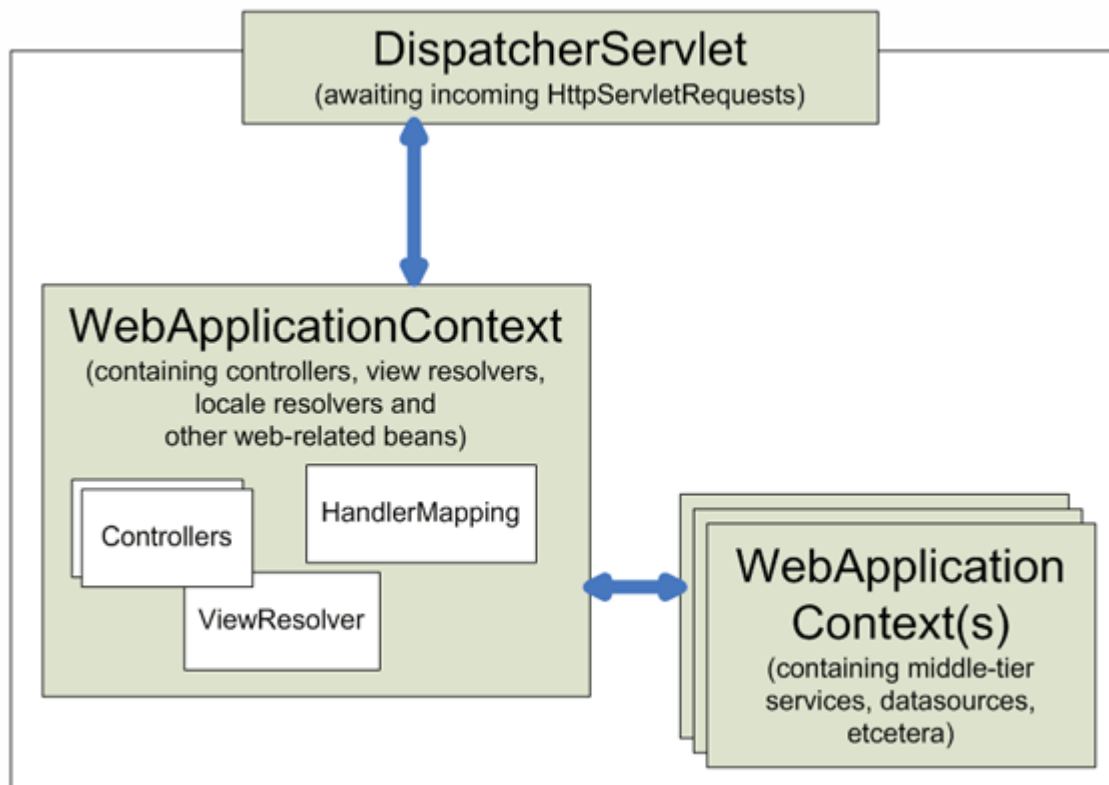 DispatcherServlet
(awaiting incoming HttpServletRequests)
WebApplicationContext
(containing controllers, view resolvers,
locale resolvers and
other web-related beans)
Controllers
HandlerMapping
ViewResolver
WebApplication
Context(s)
(containing middle-tier
services, datasources,
etcetera)